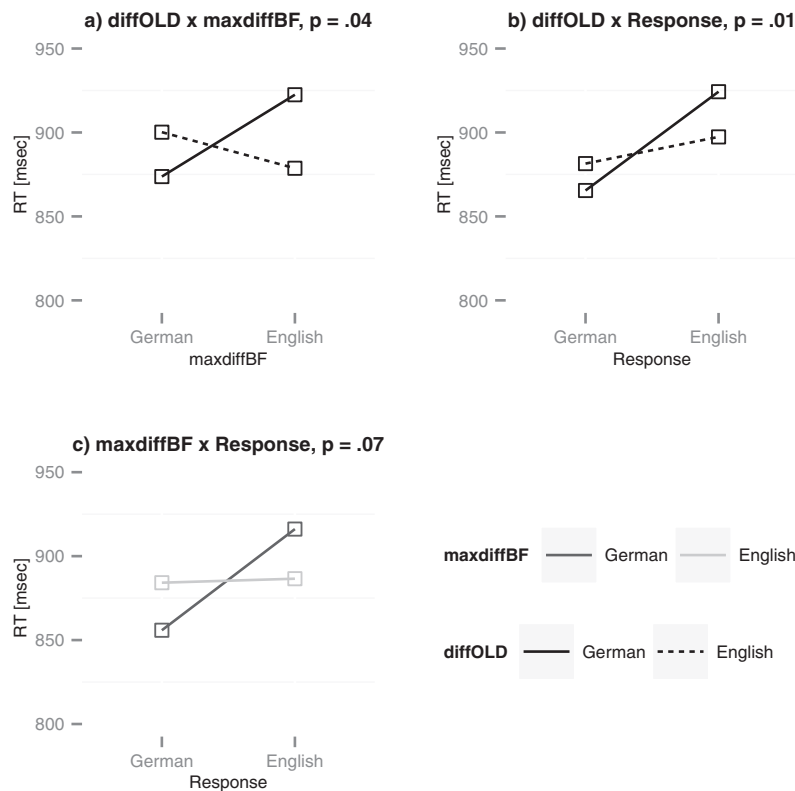 a) diffOLD x maxdiffBF, p = .04
950
900
850
800
RT [msec]
German English
maxdiffBF
b) diffOLD x Response, p = .01
950
900
850
800
RT [msec]
German English
Response
c) maxdiffBF x Response, p = .07
950
900
850
800
RT [msec]
German English
Response
maxdiffBF German English
diffOLD German English